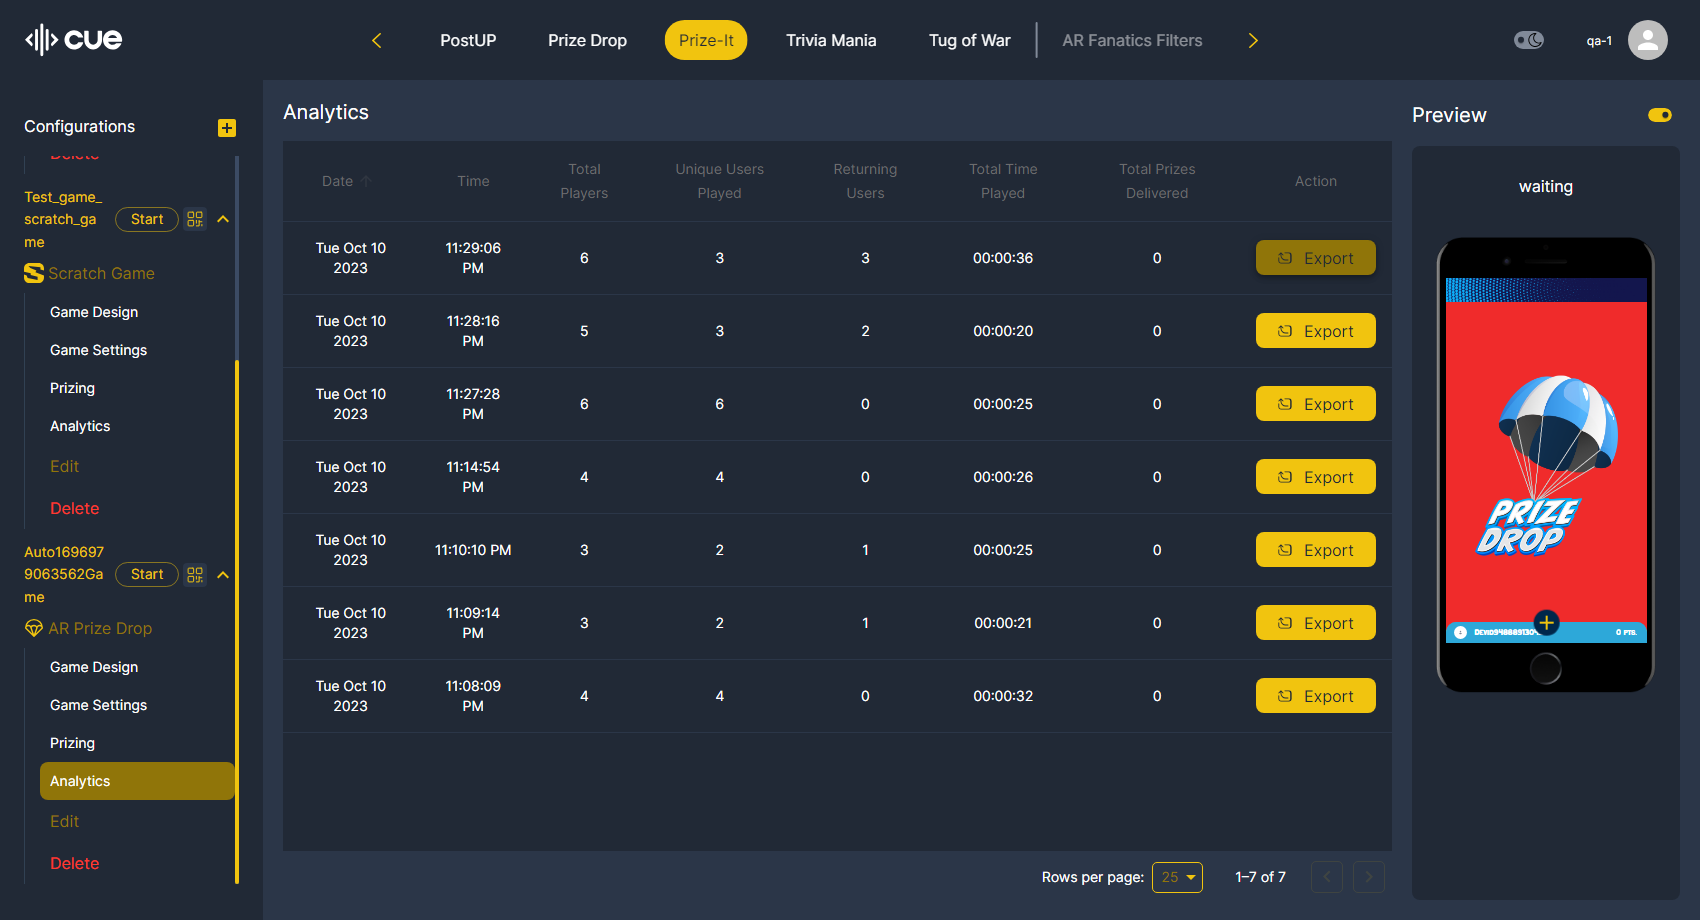 cue
PostUP
Prize Drop
Prize-It
Trivia Mania
Tug of War
AR Fanatics Filters
qa-1
Configurations
Delete
Test_game_
scratch_ga
me
Start
Scratch Game
Game Design
Game Settings
Prizing
Analytics
Edit
Delete
Auto169697
9063562Ga
me
Start
AR Prize Drop
Game Design
Game Settings
Prizing
Analytics
Edit
Delete
Analytics
Date
Time
Total
Players
Unique Users
Played
Returning
Users
Total Time
Played
Total Prizes
Delivered
Action
Tue Oct 10
2023
11:29:06
PM
6
3
3
00:00:36
0
Export
Tue Oct 10
2023
11:28:16
PM
5
3
2
00:00:20
0
Export
Tue Oct 10
2023
11:27:28
PM
6
6
0
00:00:25
0
Export
Tue Oct 10
2023
11:14:54
PM
4
4
0
00:00:26
0
Export
Tue Oct 10
2023
11:10:10 PM
3
2
1
00:00:25
0
Export
Tue Oct 10
2023
11:09:14
PM
3
2
1
00:00:21
0
Export
Tue Oct 10
2023
11:08:09
PM
4
4
0
00:00:32
0
Export
Rows per page:
25
1–7 of 7
Preview
waiting
PRIZE
DROP
0 PTS.